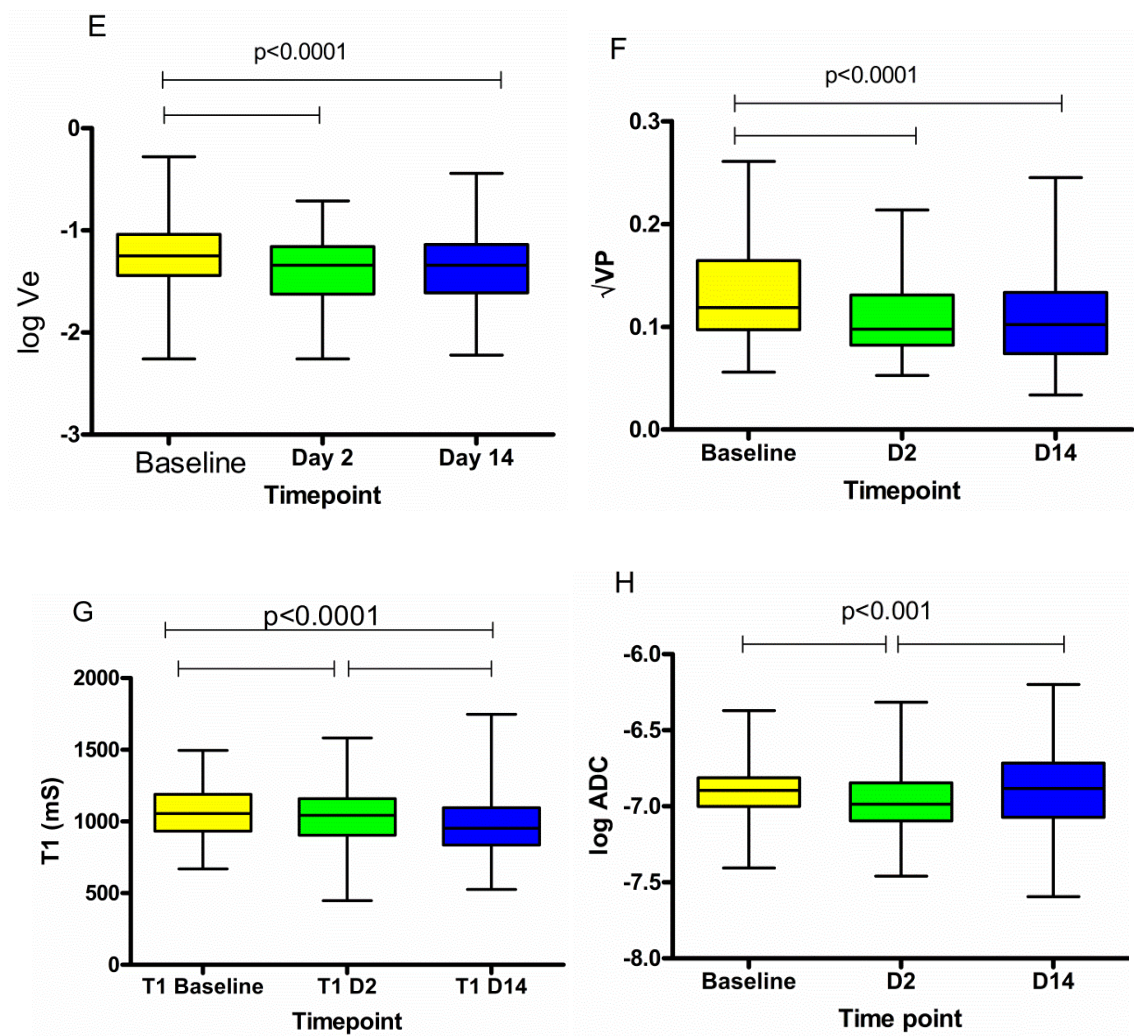 E
p<0.0001
0
-1
-2
-3
log Ve
Baseline
Day 2
Day 14
Timepoint
F
p<0.0001
0.3
0.2
0.1
0.0
√VP
Baseline
D2
D14
Timepoint
G
p<0.0001
2000
1500
1000
500
0
T1 (mS)
T1 Baseline
T1 D2
T1 D14
Timepoint
H
p<0.001
-6.0
-6.5
-7.0
-7.5
-8.0
log ADC
Baseline
D2
D14
Time point